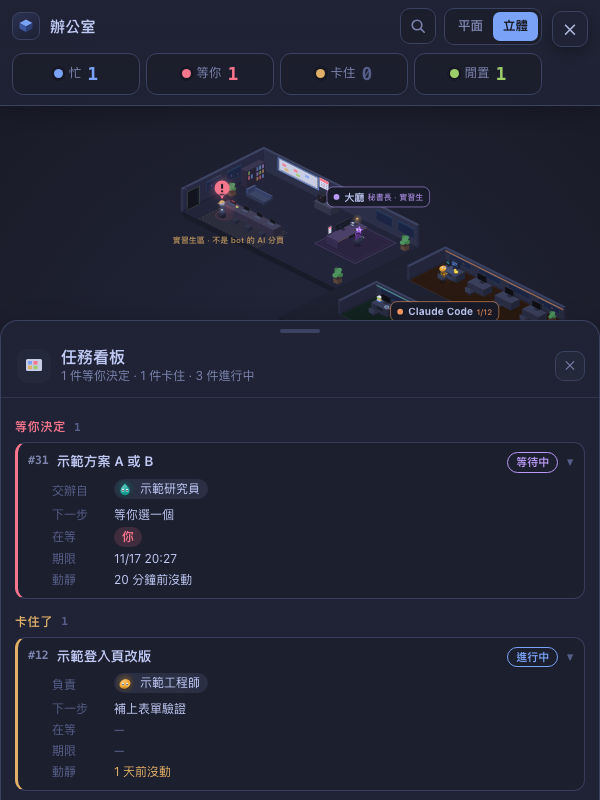 辦公室
平面
立體
忙 1
等你 1
卡住 0
閒置 1
大廳 秘書長 · 實習生
實習生區 · 不是 bot 的 AI 分頁
Claude Code 1/12
任務看板
1 件等你決定 · 1 件卡住 · 3 件進行中
等你決定 1
#31 示範方案 A 或 B
等待中 ▼
交辦自 示範研究員
下一步 等你選一個
在等 你
期限 11/17 20:27
動靜 20 分鐘前沒動
卡住了 1
#12 示範登入頁改版
進行中 ▼
負責 示範工程師
下一步 補上表單驗證
在等 —
期限 —
動靜 1 天前沒動